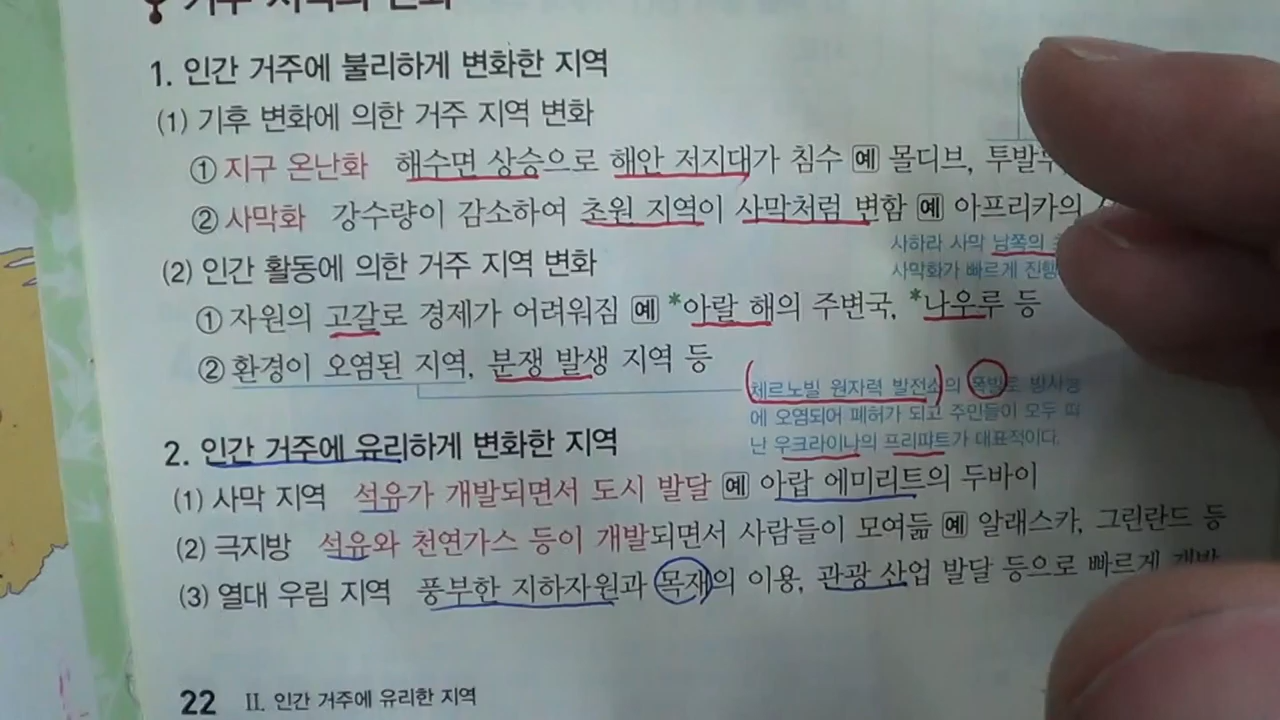 거주 지역의 변화
1. 인간 거주에 불리하게 변화한 지역
(1) 기후 변화에 의한 거주 지역 변화
① 지구 온난화 해수면 상승으로 해안 저지대가 침수 예 몰디브, 투발
② 사막화 강수량이 감소하여 초원 지역이 사막처럼 변함 예 아프리카의
사하라 사막 남쪽의
사막화가 빠르게 진행
(2) 인간 활동에 의한 거주 지역 변화
① 자원의 고갈로 경제가 어려워짐 예 *아랄 해의 주변국, *나우루 등
② 환경이 오염된 지역, 분쟁 발생 지역 등
체르노빌 원자력 발전소의 폭발로 방사능
에 오염되어 폐허가 되고 주민들이 모두 떠
난 우크라이나의 프리퍄트가 대표적이다.
2. 인간 거주에 유리하게 변화한 지역
(1) 사막 지역 석유가 개발되면서 도시 발달 예 아랍 에미리트의 두바이
(2) 극지방 석유와 천연가스 등이 개발되면서 사람들이 모여듦 예 알래스카, 그린란드 등
(3) 열대 우림 지역 풍부한 지하자원과 목재의 이용, 관광 산업 발달 등으로 빠르게 개발
22 II. 인간 거주에 유리한 지역